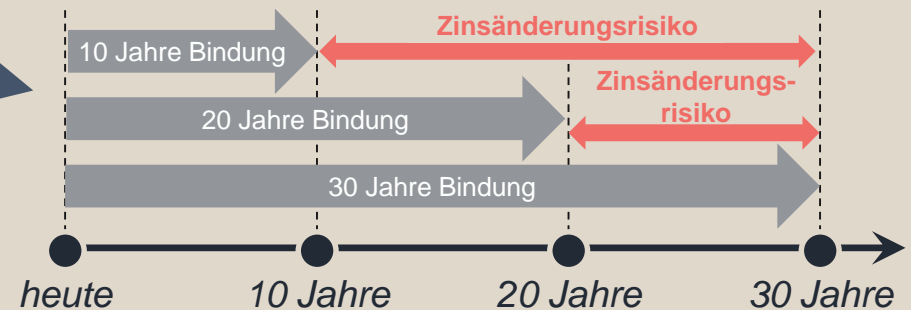 Zinsänderungsrisiko
10 Jahre Bindung
Zinsänderungs-
risiko
20 Jahre Bindung
30 Jahre Bindung
heute 10 Jahre 20 Jahre 30 Jahre